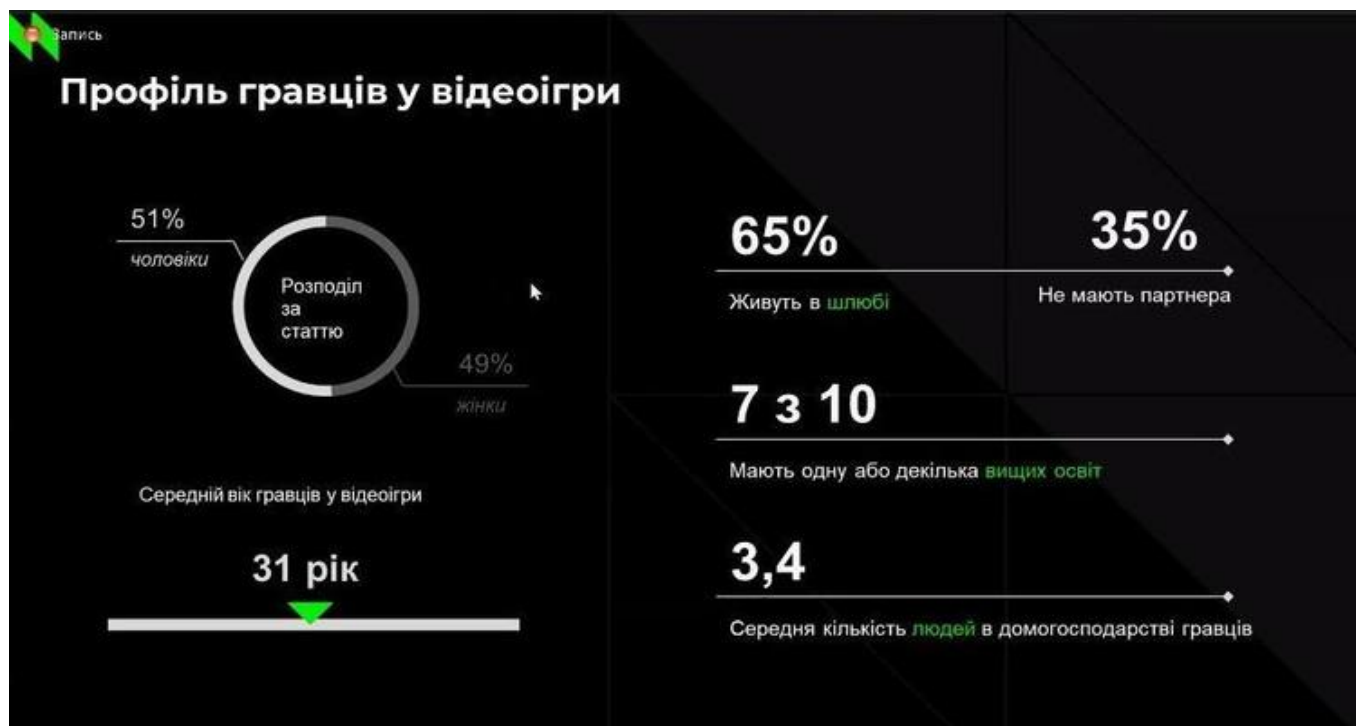 Запись
Профіль гравців у відеоігри
51%
чоловіки
Розподіл
за
статтю
49%
жінки
Середній вік гравців у відеоігри
31 рік
65%
Живуть в шлюбі
35%
Не мають партнера
7 з 10
Мають одну або декілька вищих освіт
3,4
Середня кількість людей в домогосподарстві гравців